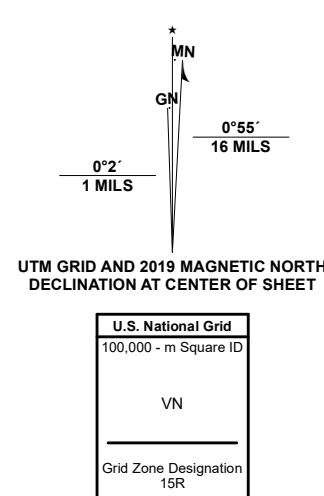 ★
MN
GN
0°55´
16 MILS
0°2´
1 MILS
UTM GRID AND 2019 MAGNETIC NORTH
DECLINATION AT CENTER OF SHEET
U.S. National Grid
100,000 - m Square ID
VN
Grid Zone Designation
15R